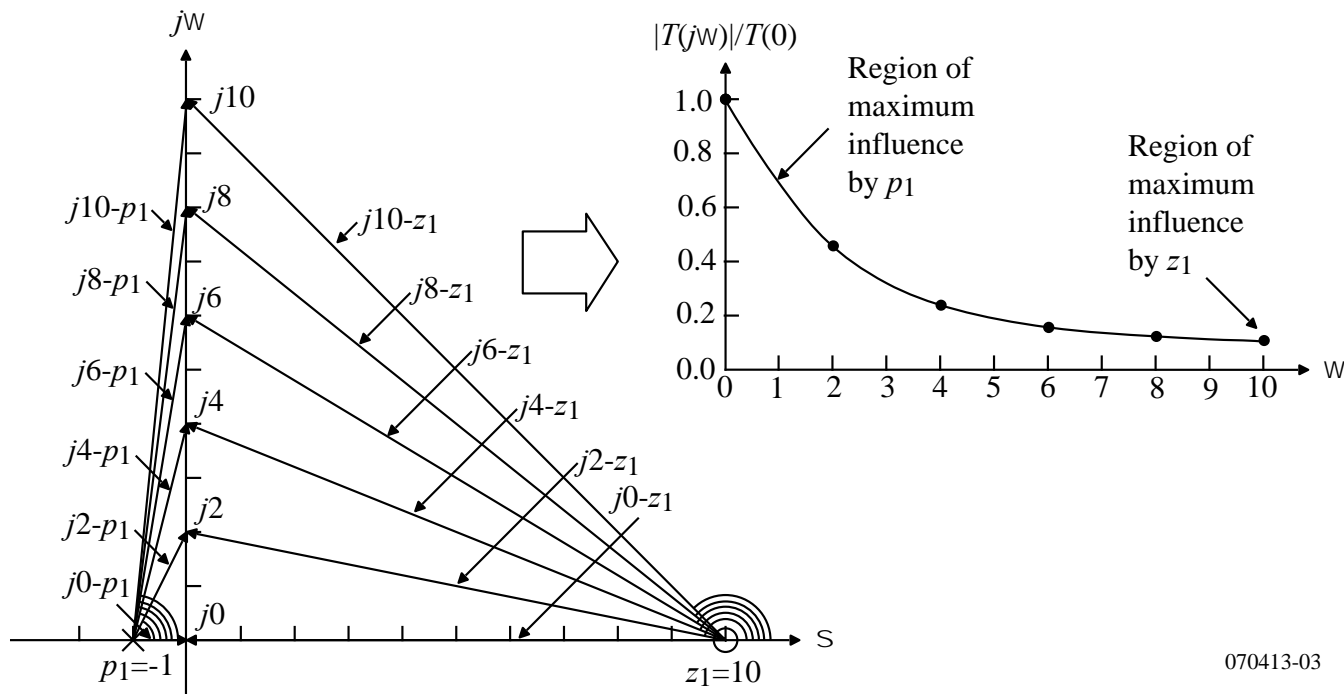 jw
j10
j8
j6
j4
j2
j0
j10-p1
j8-p1
j6-p1
j4-p1
j2-p1
j0-p1
j10-z1
j8-z1
j6-z1
j4-z1
j2-z1
j0-z1
p1=-1
z1=10
S
|T(jw)|/T(0)
1.0
0.8
0.6
0.4
0.2
0.0
0 1 2 3 4 5 6 7 8 9 10
w
Region of
maximum
influence
by p1
Region of
maximum
influence
by z1
070413-03